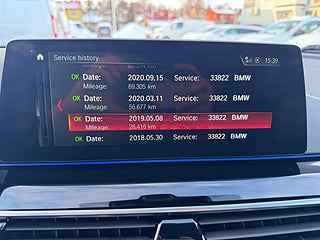 Service history
15:39
OK Date: 2020.09.15 Service: 33822 BMW
Mileage: 69.305 km
OK Date: 2020.03.11 Service: 33822 BMW
Mileage: 56.677 km
OK Date: 2019.05.08 Service: 33822 BMW
Mileage: 28.416 km
OK Date: 2018.05.30 Service: 33822 BMW